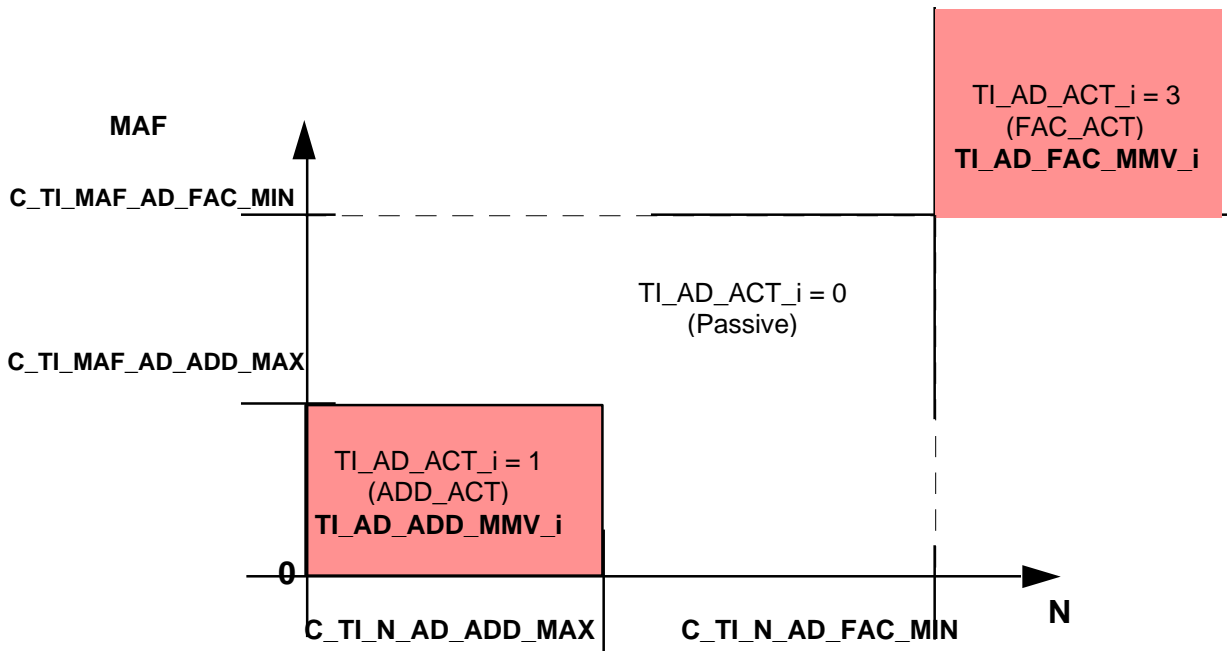 TI_AD_ACT_i = 3
(FAC_ACT)
TI_AD_FAC_MMV_i
MAF
C_TI_MAF_AD_FAC_MIN
TI_AD_ACT_i = 0
(Passive)
C_TI_MAF_AD_ADD_MAX
TI_AD_ACT_i = 1
(ADD_ACT)
TI_AD_ADD_MMV_i
0
N
C_TI_N_AD_ADD_MAX
C_TI_N_AD_FAC_MIN